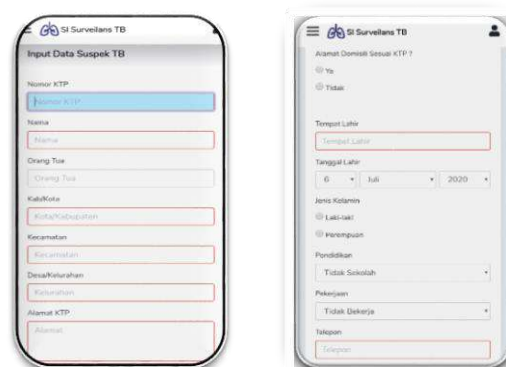 SI Surveilans TB
Input Data Suspek TB
Nomor KTP
Nomor KTP
Nama
Nama
Orang Tua
Orang Tua
Kab/Kota
Kota/Kabupaten
Kecamatan
Kecamatan
Desa/Kelurahan
Kelurahan
Alamat KTP
Alamat
SI Surveilans TB
Alamat Domisili Sesuai KTP ?
Ya
Tidak
Tempat Lahir
Tempat Lahir
Tanggal Lahir
6 Juli 2020
Jenis Kelamin
Laki-laki
Perempuan
Pendidikan
Tidak Sekolah
Pekerjaan
Tidak Bekerja
Telepon
Telepon